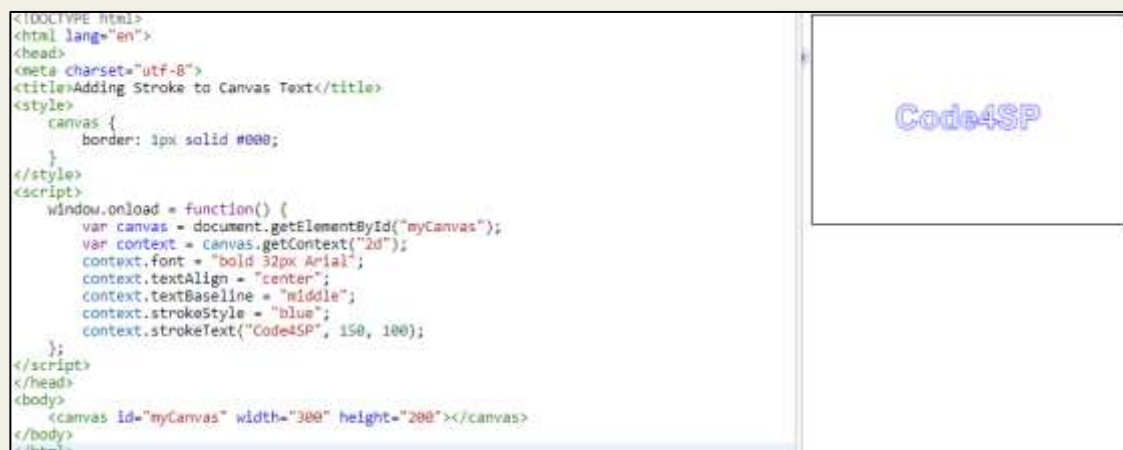 <!DOCTYPE html>
<html lang="en">
<head>
<meta charset="utf-8">
<title>Adding Stroke to Canvas Text</title>
<style>
    canvas {
        border: 1px solid #000;
    }
</style>
<script>
    window.onload = function() {
        var canvas = document.getElementById("myCanvas");
        var context = canvas.getContext("2d");
        context.font = "bold 32px Arial";
        context.textAlign = "center";
        context.textBaseline = "middle";
        context.strokeStyle = "blue";
        context.strokeText("Code4SP", 150, 100);
    };
</script>
</head>
<body>
    <canvas id="myCanvas" width="300" height="200"></canvas>
</body>
</html>
Code4SP